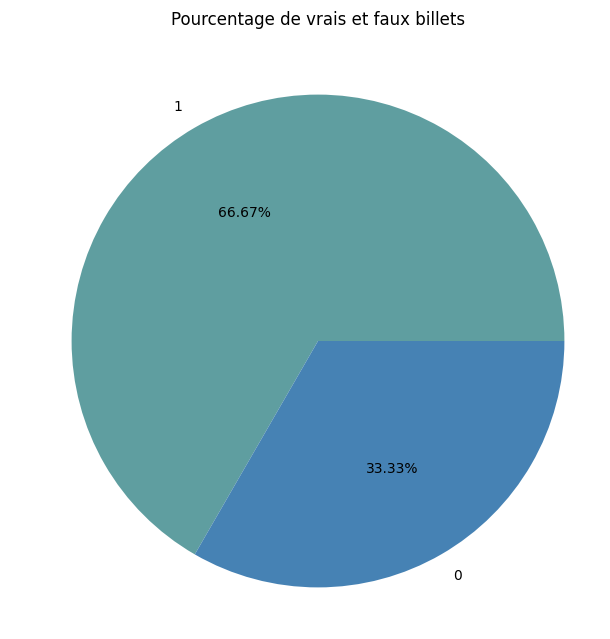 Pourcentage de vrais et faux billets
1
66.67%
33.33%
0